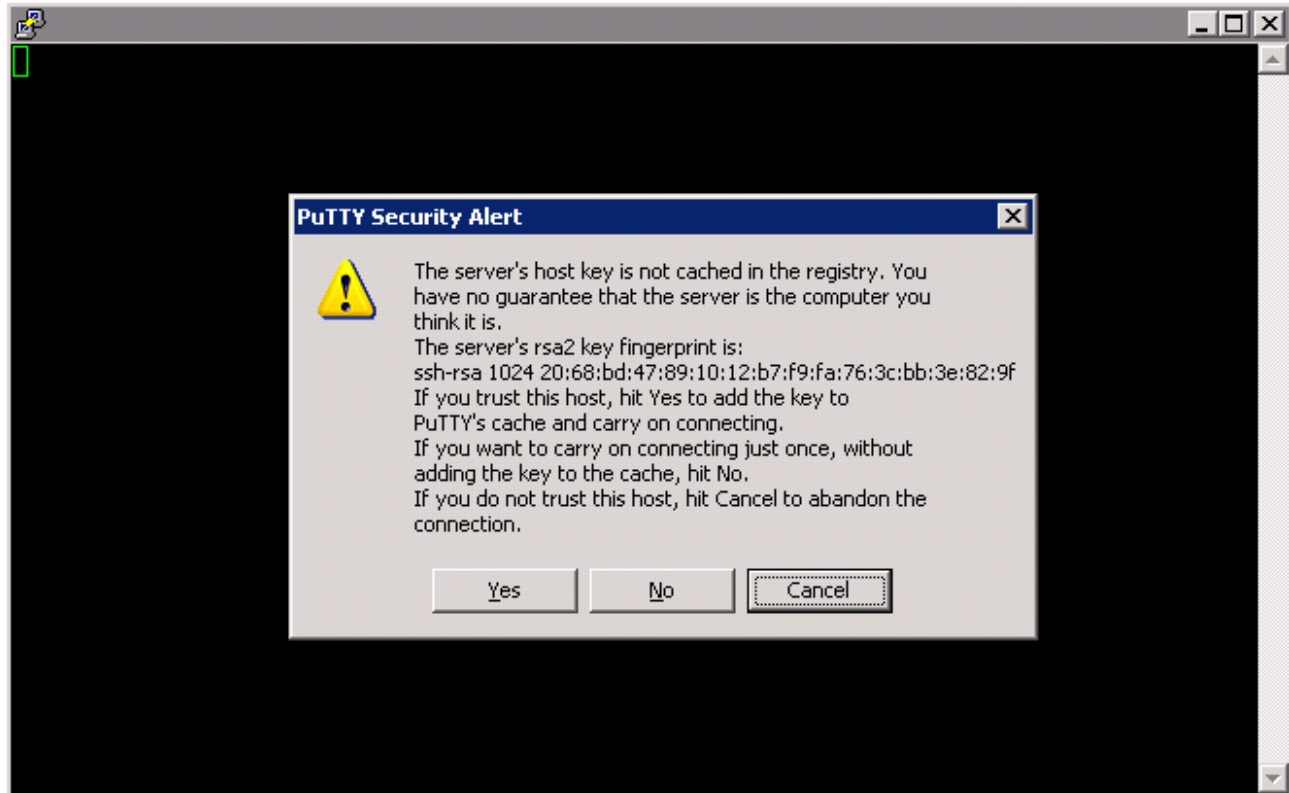 PuTTY Security Alert
The server's host key is not cached in the registry. You
have no guarantee that the server is the computer you
think it is.
The server's rsa2 key fingerprint is:
ssh-rsa 1024 20:68:bd:47:89:10:12:b7:f9:fa:76:3c:bb:3e:82:9f
If you trust this host, hit Yes to add the key to
PuTTY's cache and carry on connecting.
If you want to carry on connecting just once, without
adding the key to the cache, hit No.
If you do not trust this host, hit Cancel to abandon the
connection.
Yes No Cancel